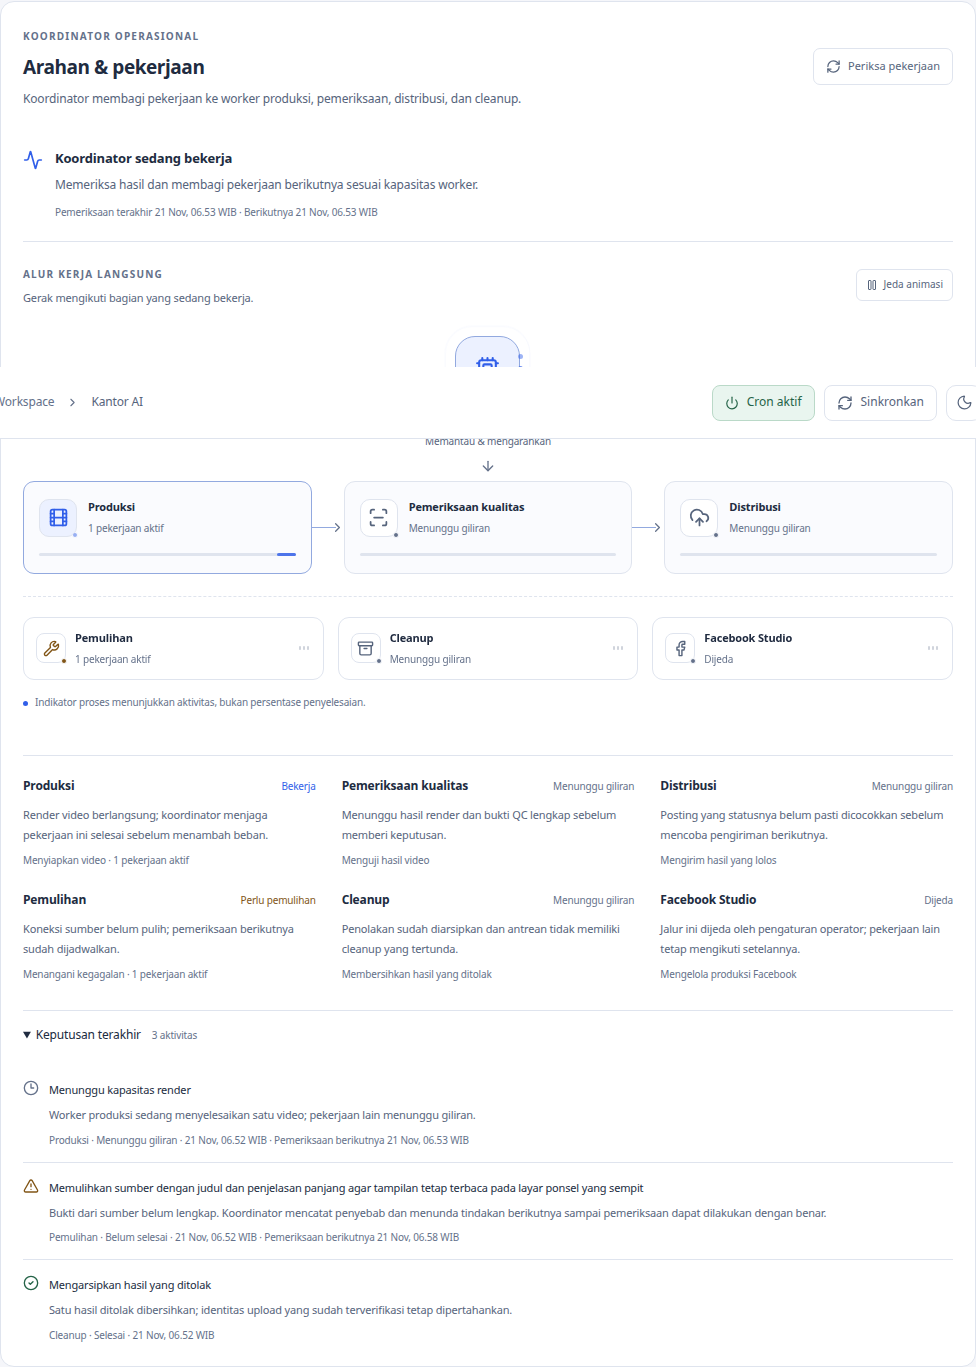 KOORDINATOR OPERASIONAL
Arahan & pekerjaan
Periksa pekerjaan
Koordinator membagi pekerjaan ke worker produksi, pemeriksaan, distribusi, dan cleanup.
Koordinator sedang bekerja
Memeriksa hasil dan membagi pekerjaan berikutnya sesuai kapasitas worker.
Pemeriksaan terakhir 21 Nov, 06.53 WIB · Berikutnya 21 Nov, 06.53 WIB
ALUR KERJA LANGSUNG
Gerak mengikuti bagian yang sedang bekerja.
Jeda animasi
Workspace
Kantor AI
Cron aktif
Sinkronkan
Memantau & mengarahkan
Produksi
1 pekerjaan aktif
Pemeriksaan kualitas
Menunggu giliran
Distribusi
Menunggu giliran
Pemulihan
1 pekerjaan aktif
Cleanup
Menunggu giliran
Facebook Studio
Dijeda
Indikator proses menunjukkan aktivitas, bukan persentase penyelesaian.
Produksi
Bekerja
Render video berlangsung; koordinator menjaga
pekerjaan ini selesai sebelum menambah beban.
Menyiapkan video · 1 pekerjaan aktif
Pemeriksaan kualitas
Menunggu giliran
Menunggu hasil render dan bukti QC lengkap sebelum
memberi keputusan.
Menguji hasil video
Distribusi
Menunggu giliran
Posting yang statusnya belum pasti dicocokkan sebelum
mencoba pengiriman berikutnya.
Mengirim hasil yang lolos
Pemulihan
Perlu pemulihan
Koneksi sumber belum pulih; pemeriksaan berikutnya
sudah dijadwalkan.
Menangani kegagalan · 1 pekerjaan aktif
Cleanup
Menunggu giliran
Penolakan sudah diarsipkan dan antrean tidak memiliki
cleanup yang tertunda.
Membersihkan hasil yang ditolak
Facebook Studio
Dijeda
Jalur ini dijeda oleh pengaturan operator; pekerjaan lain
tetap mengikuti setelannya.
Mengelola produksi Facebook
Keputusan terakhir 3 aktivitas
Menunggu kapasitas render
Worker produksi sedang menyelesaikan satu video; pekerjaan lain menunggu giliran.
Produksi · Menunggu giliran · 21 Nov, 06.52 WIB · Pemeriksaan berikutnya 21 Nov, 06.53 WIB
Memulihkan sumber dengan judul dan penjelasan panjang agar tampilan tetap terbaca pada layar ponsel yang sempit
Bukti dari sumber belum lengkap. Koordinator mencatat penyebab dan menunda tindakan berikutnya sampai pemeriksaan dapat dilakukan dengan benar.
Pemulihan · Belum selesai · 21 Nov, 06.52 WIB · Pemeriksaan berikutnya 21 Nov, 06.58 WIB
Mengarsipkan hasil yang ditolak
Satu hasil ditolak dibersihkan; identitas upload yang sudah terverifikasi tetap dipertahankan.
Cleanup · Selesai · 21 Nov, 06.52 WIB